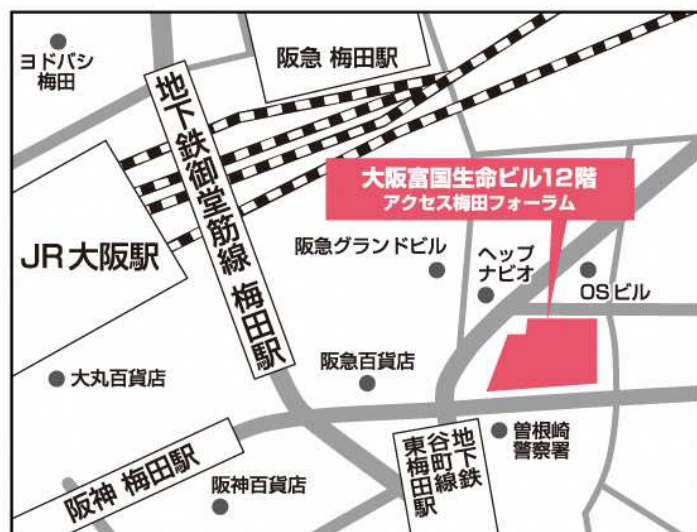 ヨドバシ
梅田
阪急 梅田駅
地下鉄御堂筋線 梅田駅
大阪富国生命ビル12階
アクセス梅田フォーラム
JR大阪駅
阪急グランドビル
ヘップ
ナビオ
OSビル
大丸百貨店
阪急百貨店
阪神 梅田駅
阪神百貨店
地下鉄
谷町線
東梅田駅
曽根崎
警察署